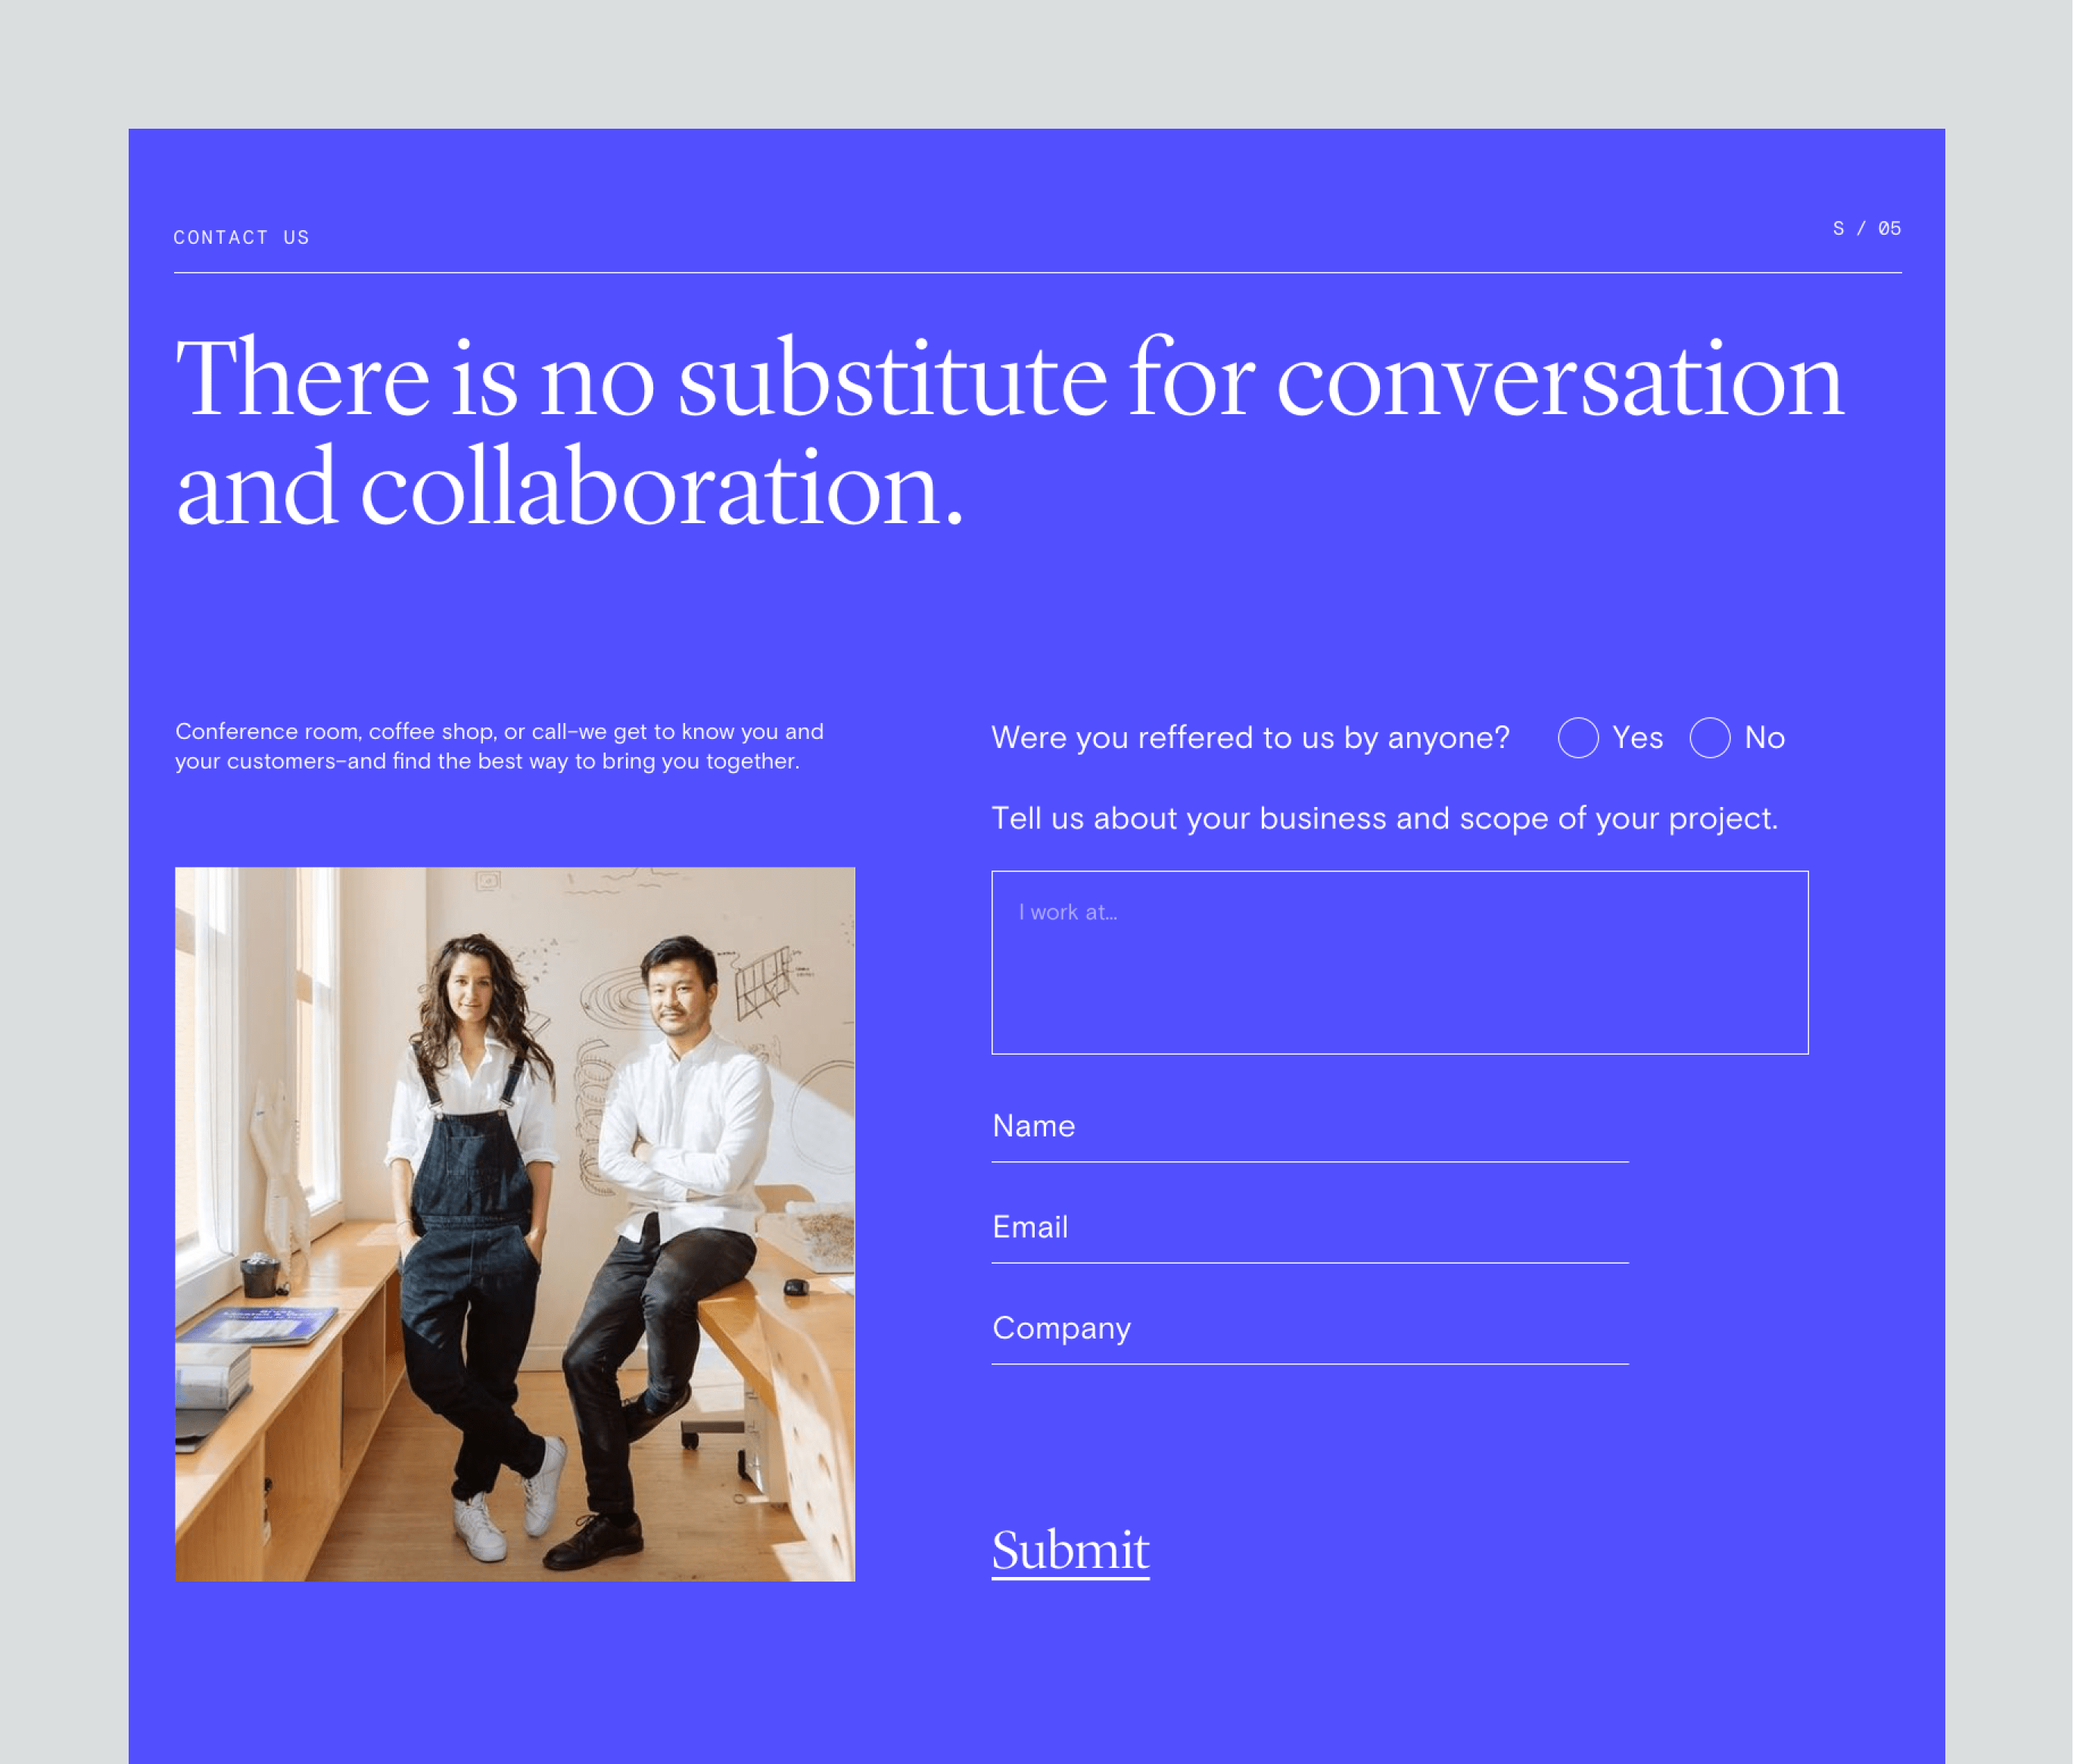 CONTACT US
S / 05
There is no substitute for conversation
and collaboration.
Conference room, coffee shop, or call–we get to know you and
your customers–and find the best way to bring you together.
Were you reffered to us by anyone?
Yes
No
Tell us about your business and scope of your project.
I work at...
Name
Email
Company
Submit